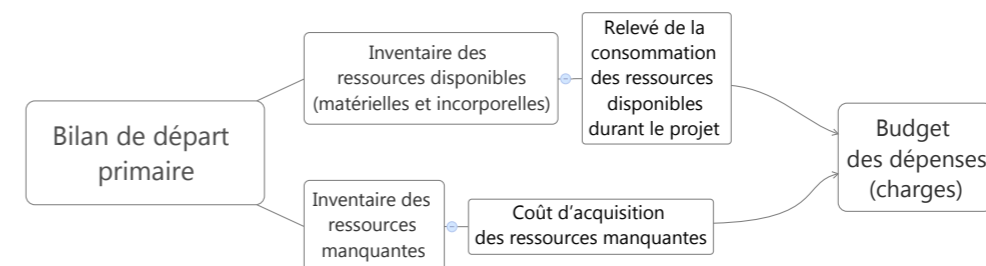 Bilan de départ
primaire
Inventaire des
ressources disponibles
(matérielles et incorporelles)
Relevé de la
consommation
des ressources
disponibles
durant le projet
Inventaire des
ressources
manquantes
Coût d’acquisition
des ressources manquantes
Budget
des dépenses
(charges)